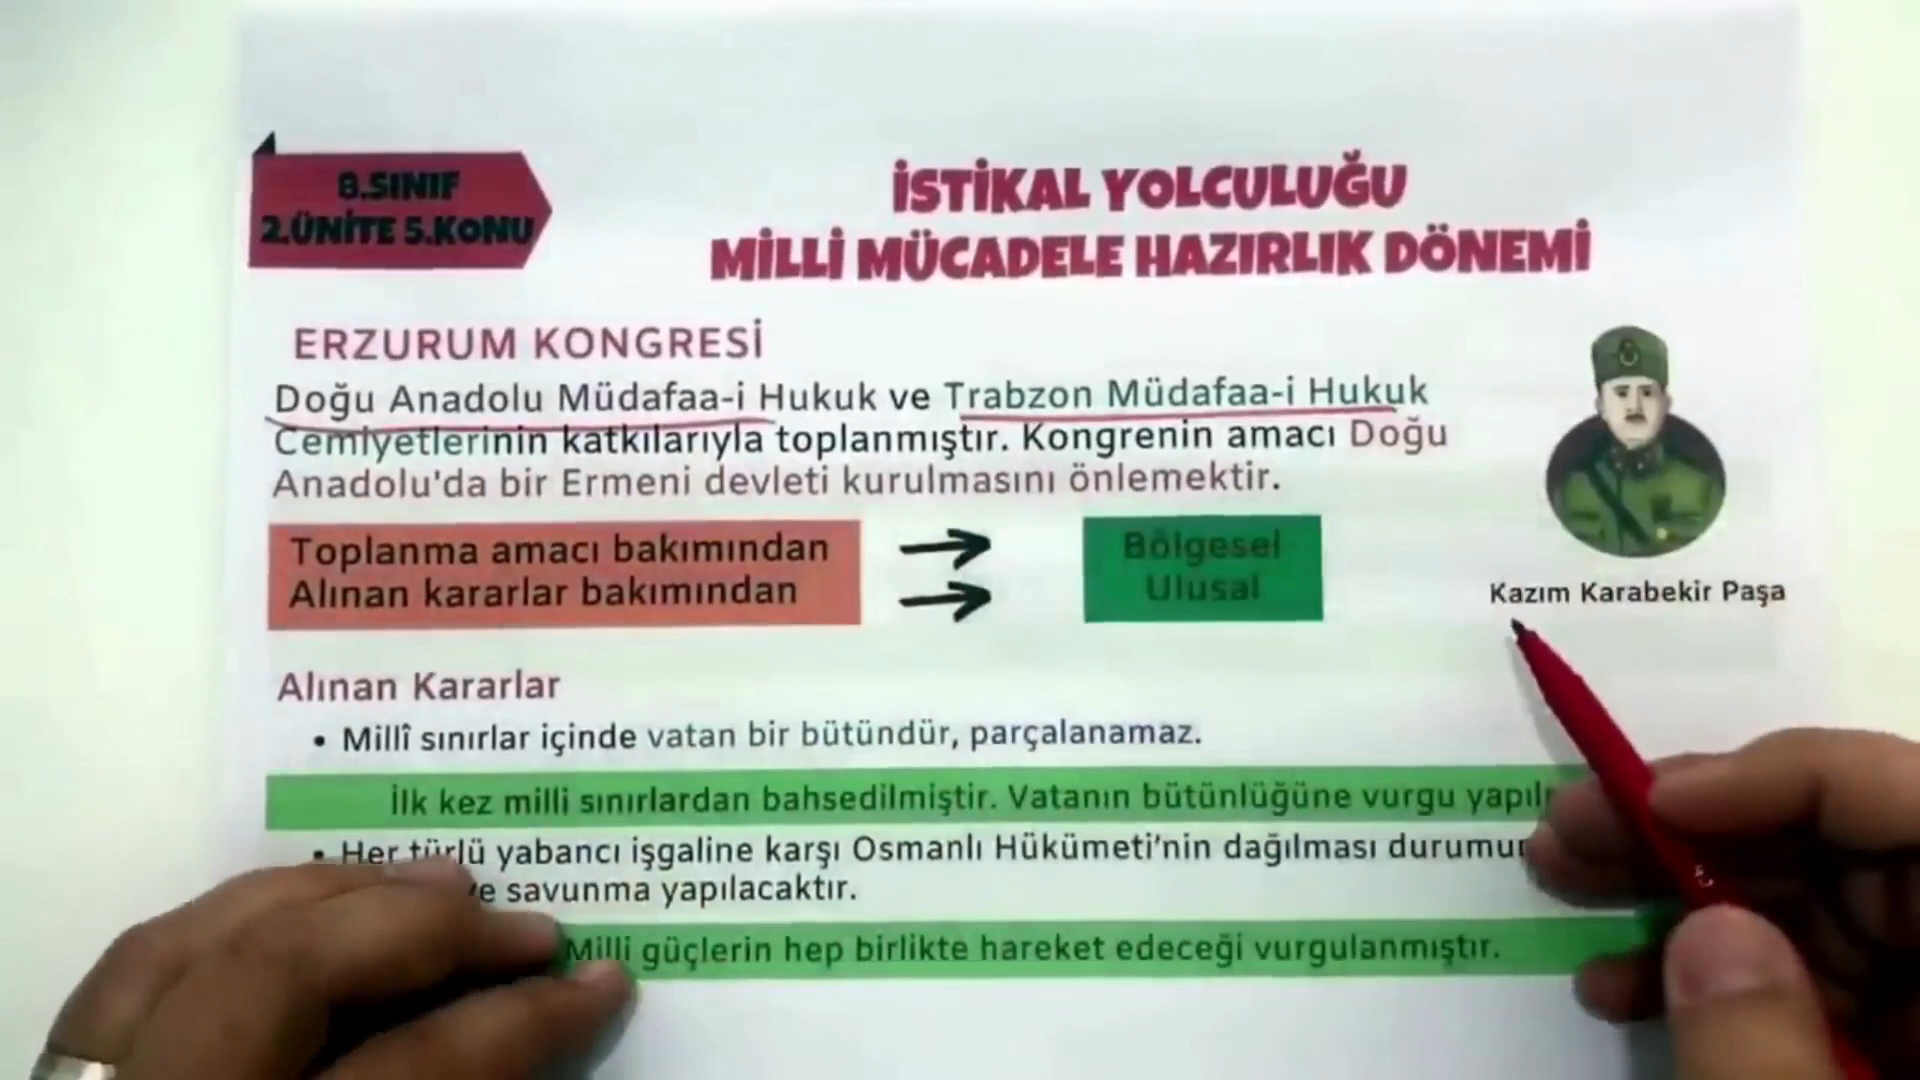 8.SINIF
2.ÜNİTE 5.KONU
İSTİKAL YOLCULUĞU
MİLLİ MÜCADELE HAZIRLIK DÖNEMİ
ERZURUM KONGRESİ
Doğu Anadolu Müdafaa-i Hukuk ve Trabzon Müdafaa-i Hukuk
Cemiyetlerinin katkılarıyla toplanmıştır. Kongrenin amacı Doğu
Anadolu'da bir Ermeni devleti kurulmasını önlemektir.
Toplanma amacı bakımından
Alınan kararlar bakımından
Bölgesel
Ulusal
Kazım Karabekir Paşa
Alınan Kararlar
• Millî sınırlar içinde vatan bir bütündür, parçalanamaz.
İlk kez milli sınırlardan bahsedilmiştir. Vatanın bütünlüğüne vurgu
• Her türlü yabancı işgaline karşı Osmanlı Hükümeti'nin dağılması
savunma yapılacaktır.
Milli güçlerin hep birlikte hareket edeceği vurgulanmıştır.